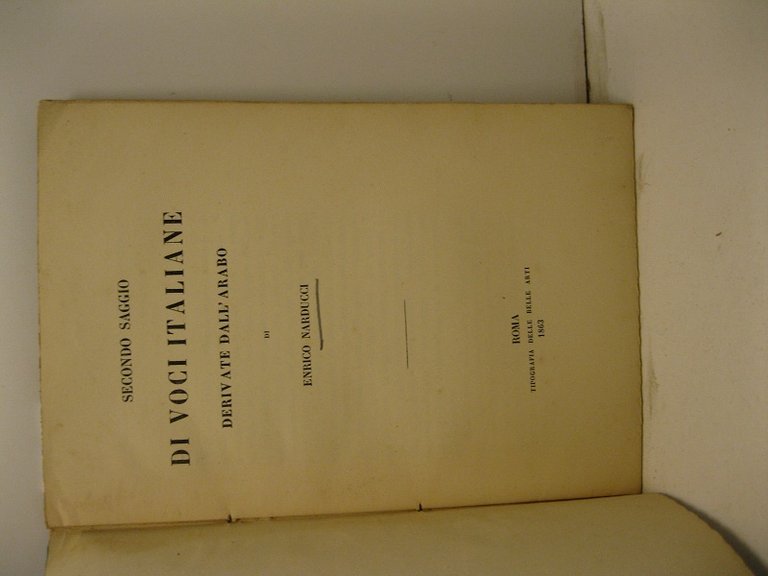 SECONDO SAGGIO
DI VOCI ITALIANE
DERIVATE DALL'ARABO
DI
ENRICO NARDUCCI
ROMA
TIPOGRAFIA DELLE BELLE ARTI
1863